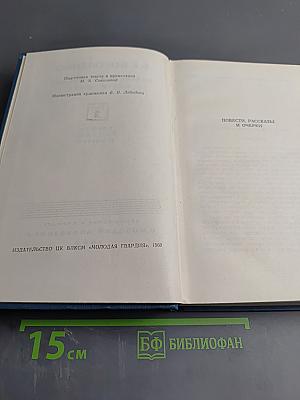 Подготовка текста и примечания
Н. В.
Иллюстрации художника В. В.
ИЗДАТЕЛЬСТВО ЦК ВЛКСМ «МОЛОДАЯ ГВАРДИЯ», 1960
ПОВЕСТИ, РАССКАЗЫ
И ОЧЕРКИ
15 см
БФ БИБЛИОФАН